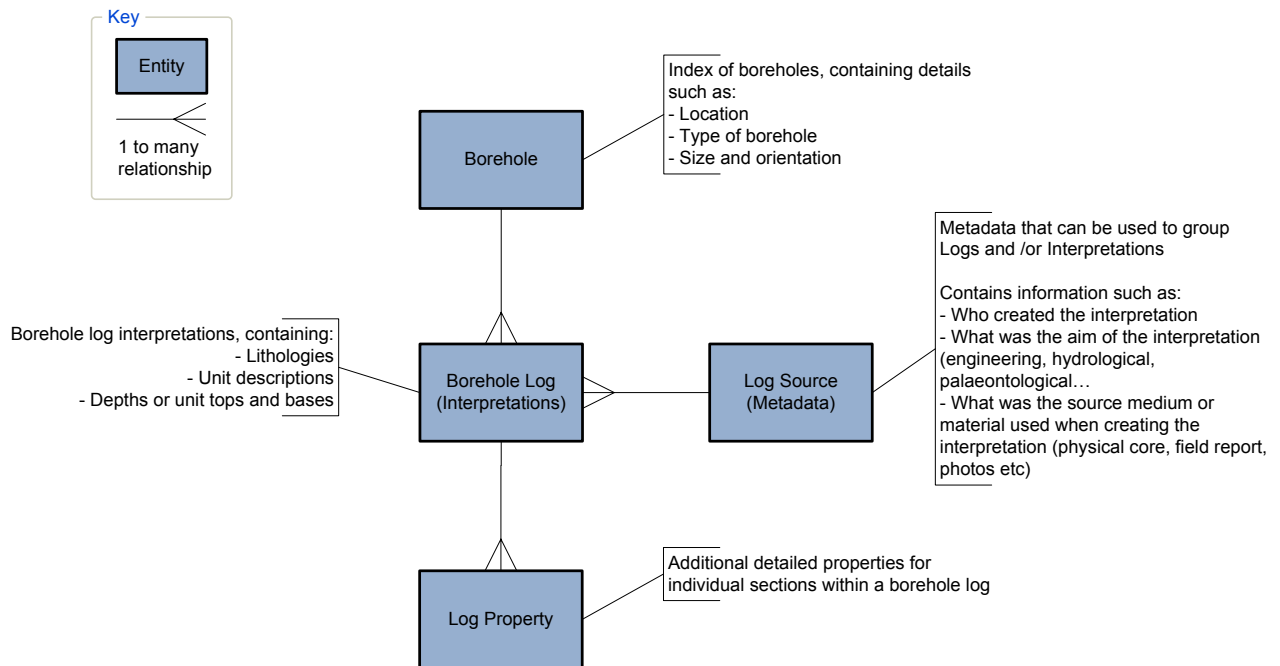 Key
Entity
1 to many
relationship
Borehole
Index of boreholes, containing details
such as:
- Location
- Type of borehole
- Size and orientation
Metadata that can be used to group
Logs and /or Interpretations
Contains information such as:
- Who created the interpretation
- What was the aim of the interpretation
(engineering, hydrological,
palaeontological…
- What was the source medium or
material used when creating the
interpretation (physical core, field report,
photos etc)
Borehole log interpretations, containing:
- Lithologies
- Unit descriptions
- Depths or unit tops and bases
Borehole Log
(Interpretations)
Log Source
(Metadata)
Additional detailed properties for
individual sections within a borehole log
Log Property